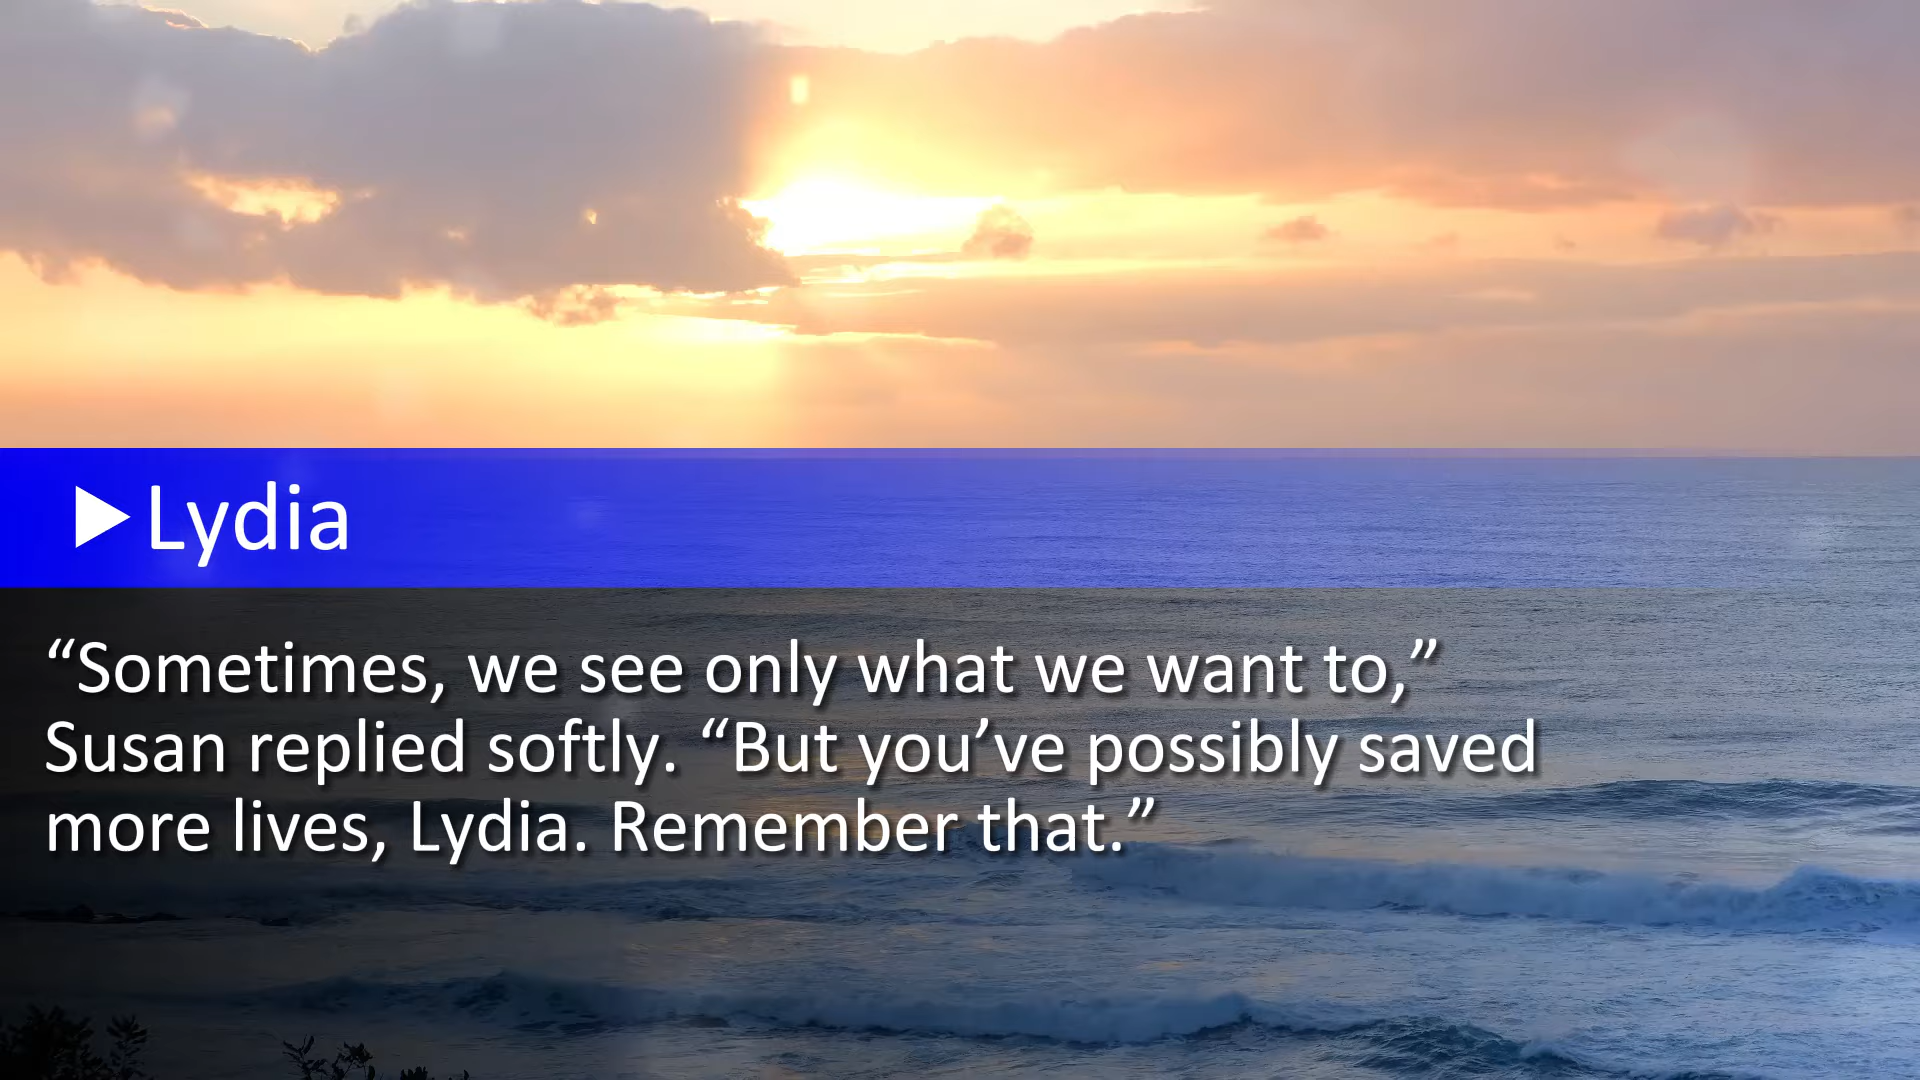 Lydia
“Sometimes, we see only what we want to,”
Susan replied softly. “But you’ve possibly saved
more lives, Lydia. Remember that.”